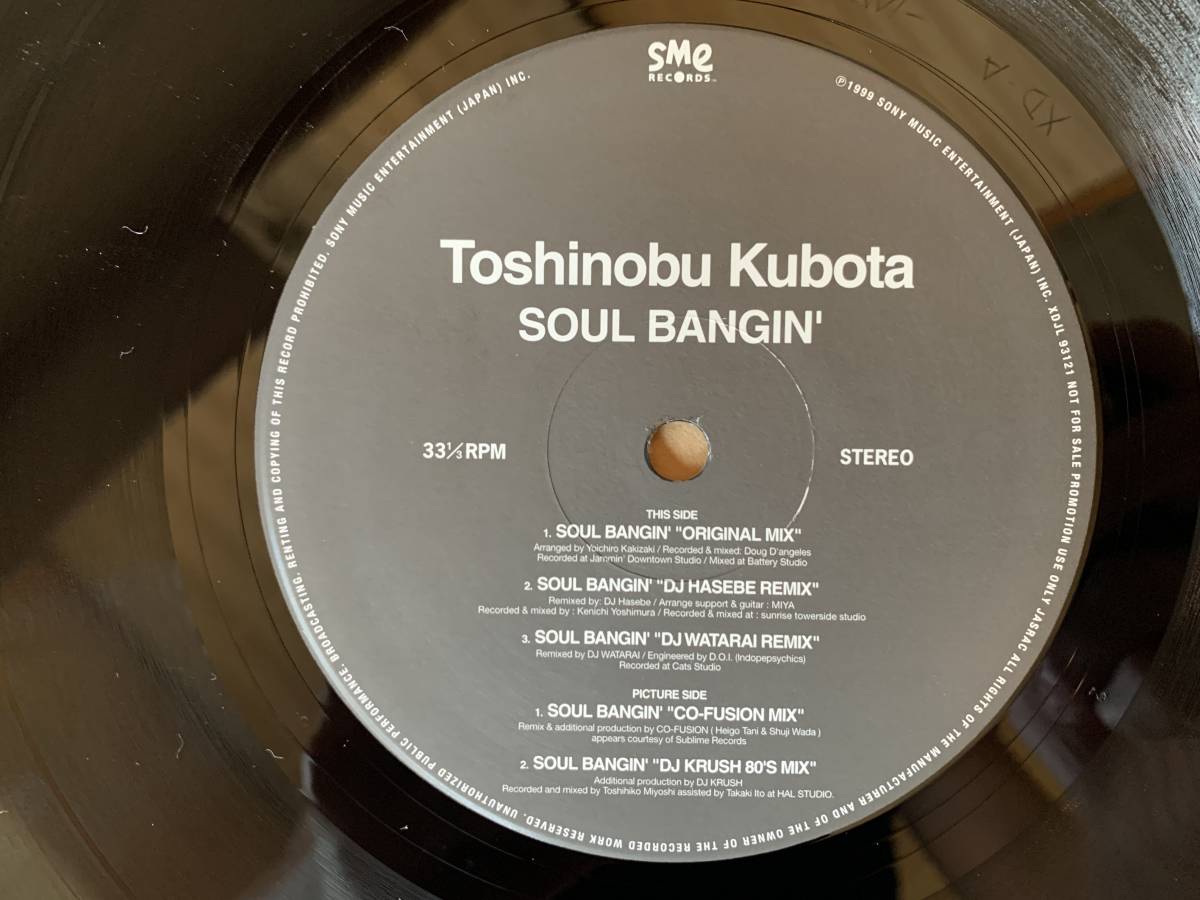 SMe
RECORDS™
Toshinobu Kubota
SOUL BANGIN'
33⅓RPM
STEREO
THIS SIDE
1. SOUL BANGIN' "ORIGINAL MIX"
Arranged by Yoichiro Kakizaki / Recorded & mixed: Doug D'angeles
Recorded at Jammin' Downtown Studio / Mixed at Battery Studio
2. SOUL BANGIN' "DJ HASEBE REMIX"
Remixed by: DJ Hasebe / Arrange support & guitar : MIYA
Recorded & mixed by : Kenichi Yoshimura / Recorded & mixed at : sunrise towerside studio
3. SOUL BANGIN' "DJ WATARAI REMIX"
Remixed by DJ WATARAI / Engineered by D.O.I. (Indopepsychics)
Recorded at Cats Studio
PICTURE SIDE
1. SOUL BANGIN' "CO-FUSION MIX"
Remix & additional production by CO-FUSION ( Heigo Tani & Shuji Wada )
appears courtesy of Sublime Records
2. SOUL BANGIN' "DJ KRUSH 80'S MIX"
Additional production by DJ KRUSH
Recorded and mixed by Toshihiko Miyoshi assisted by Takaki Ito at HAL STUDIO.
℗1999 SONY MUSIC ENTERTAINMENT (JAPAN) INC. XDJL 93121 NOT FOR SALE PROMOTION USE ONLY JASRAC ALL RIGHTS OF THE MANUFACTURER AND OF THE OWNER OF THE RECORDED WORK RESERVED. UNAUTHORIZED PUBLIC PERFORMANCE. BROADCASTING. RENTING AND COPYING OF THIS RECORD PROHIBITED. SONY MUSIC ENTERTAINMENT (JAPAN) INC.
XD-A